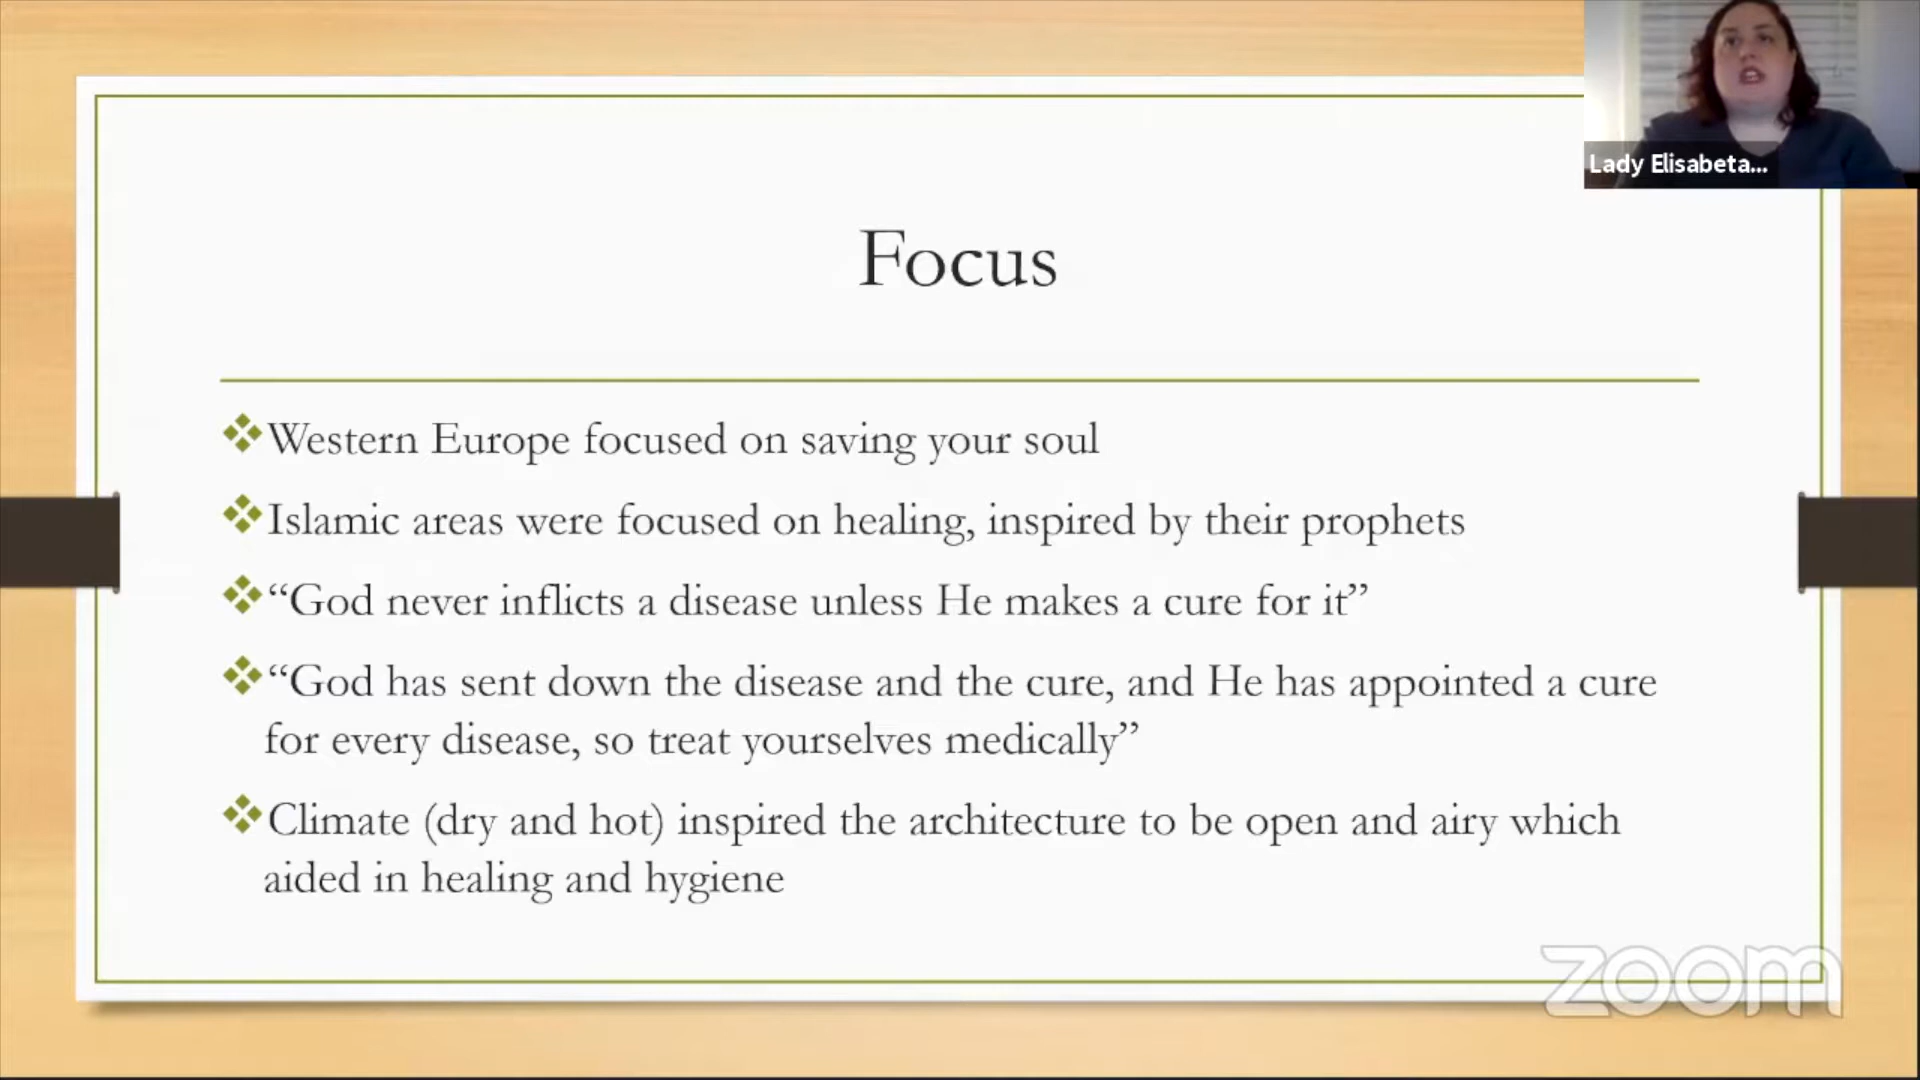 Lady Elisabeta...
Focus
Western Europe focused on saving your soul
Islamic areas were focused on healing, inspired by their prophets
“God never inflicts a disease unless He makes a cure for it”
“God has sent down the disease and the cure, and He has appointed a cure
for every disease, so treat yourselves medically”
Climate (dry and hot) inspired the architecture to be open and airy which
aided in healing and hygiene
zoom